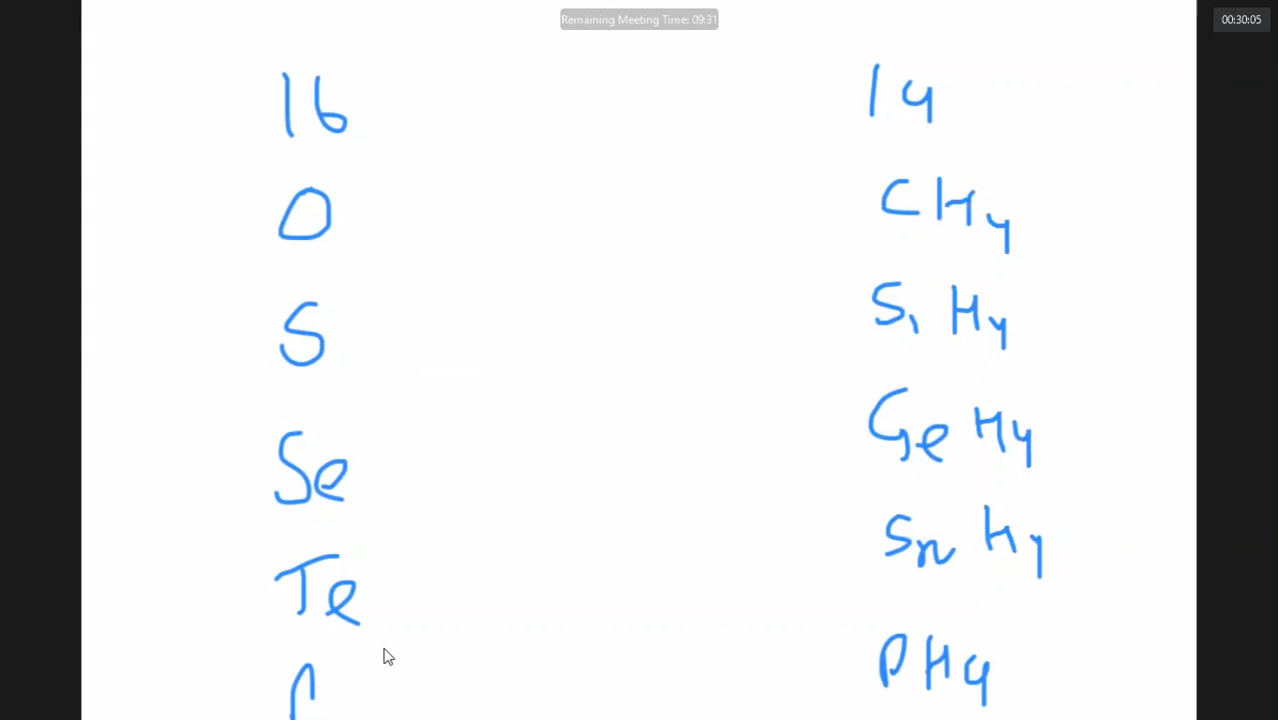 Remaining Meeting Time: 09:31
00:30:05
16
O
S
Se
Te
14
CH4
SiH4
GeH4
SnH4
PH4